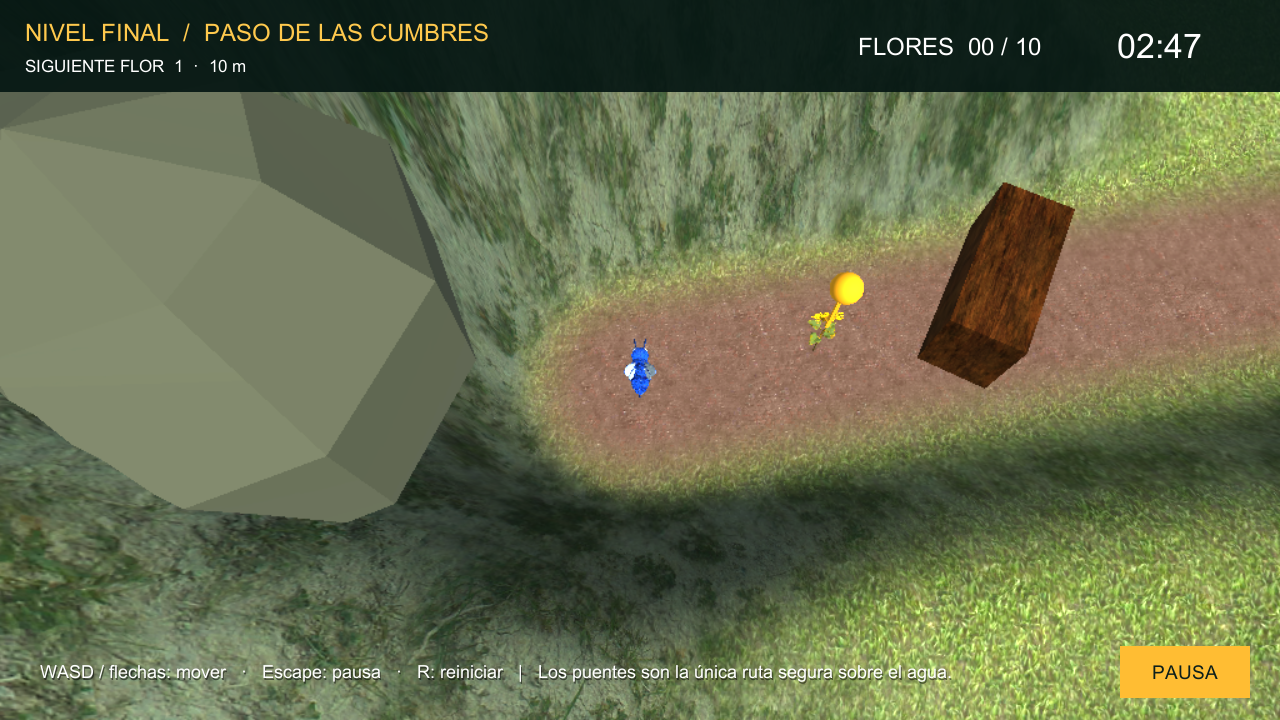 NIVEL FINAL / PASO DE LAS CUMBRES
SIGUIENTE FLOR 1 · 10 m
FLORES 00 / 10
02:47
WASD / flechas: mover · Escape: pausa · R: reiniciar | Los puentes son la única ruta segura sobre el agua.
PAUSA